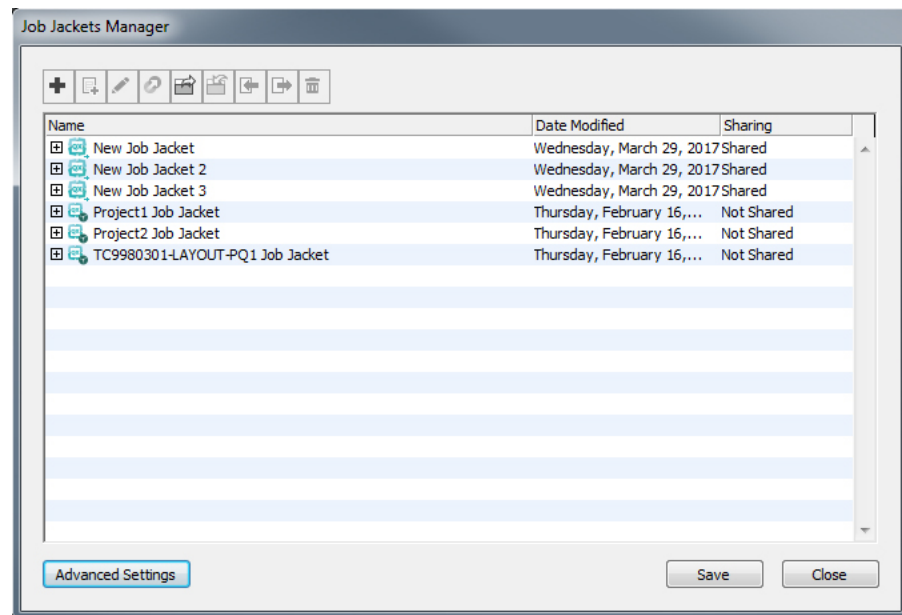 Job Jackets Manager
Name Date Modified Sharing
New Job Jacket Wednesday, March 29, 2017 Shared
New Job Jacket 2 Wednesday, March 29, 2017 Shared
New Job Jacket 3 Wednesday, March 29, 2017 Shared
Project1 Job Jacket Thursday, February 16,... Not Shared
Project2 Job Jacket Thursday, February 16,... Not Shared
TC9980301-LAYOUT-PQ1 Job Jacket Thursday, February 16,... Not Shared
Advanced Settings Save Close